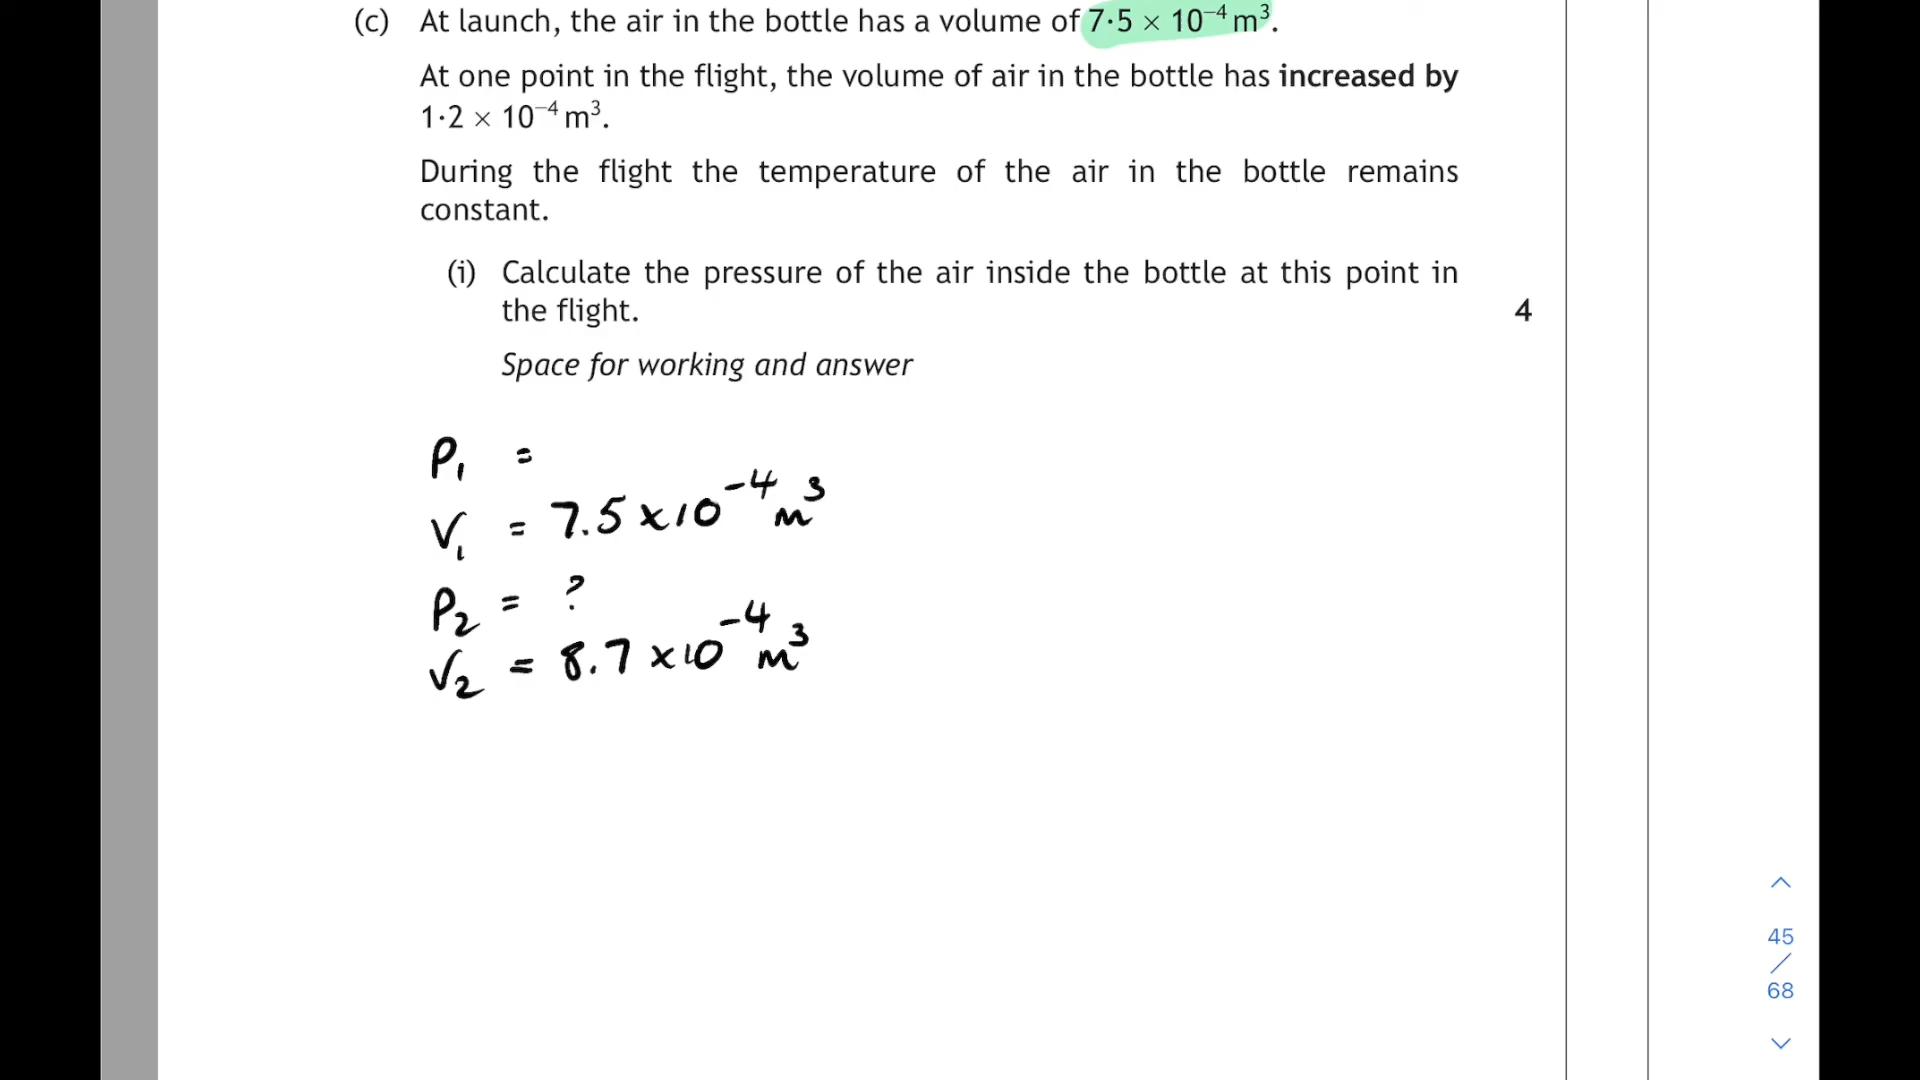 (c) At launch, the air in the bottle has a volume of 7·5 × 10⁻⁴ m³.
At one point in the flight, the volume of air in the bottle has increased by
1·2 × 10⁻⁴ m³.
During the flight the temperature of the air in the bottle remains
constant.
(i) Calculate the pressure of the air inside the bottle at this point in
the flight.
4
Space for working and answer
P₁ =
V₁ = 7.5 × 10⁻⁴ m³
P₂ = ?
V₂ = 8.7 × 10⁻⁴ m³
45
/
68